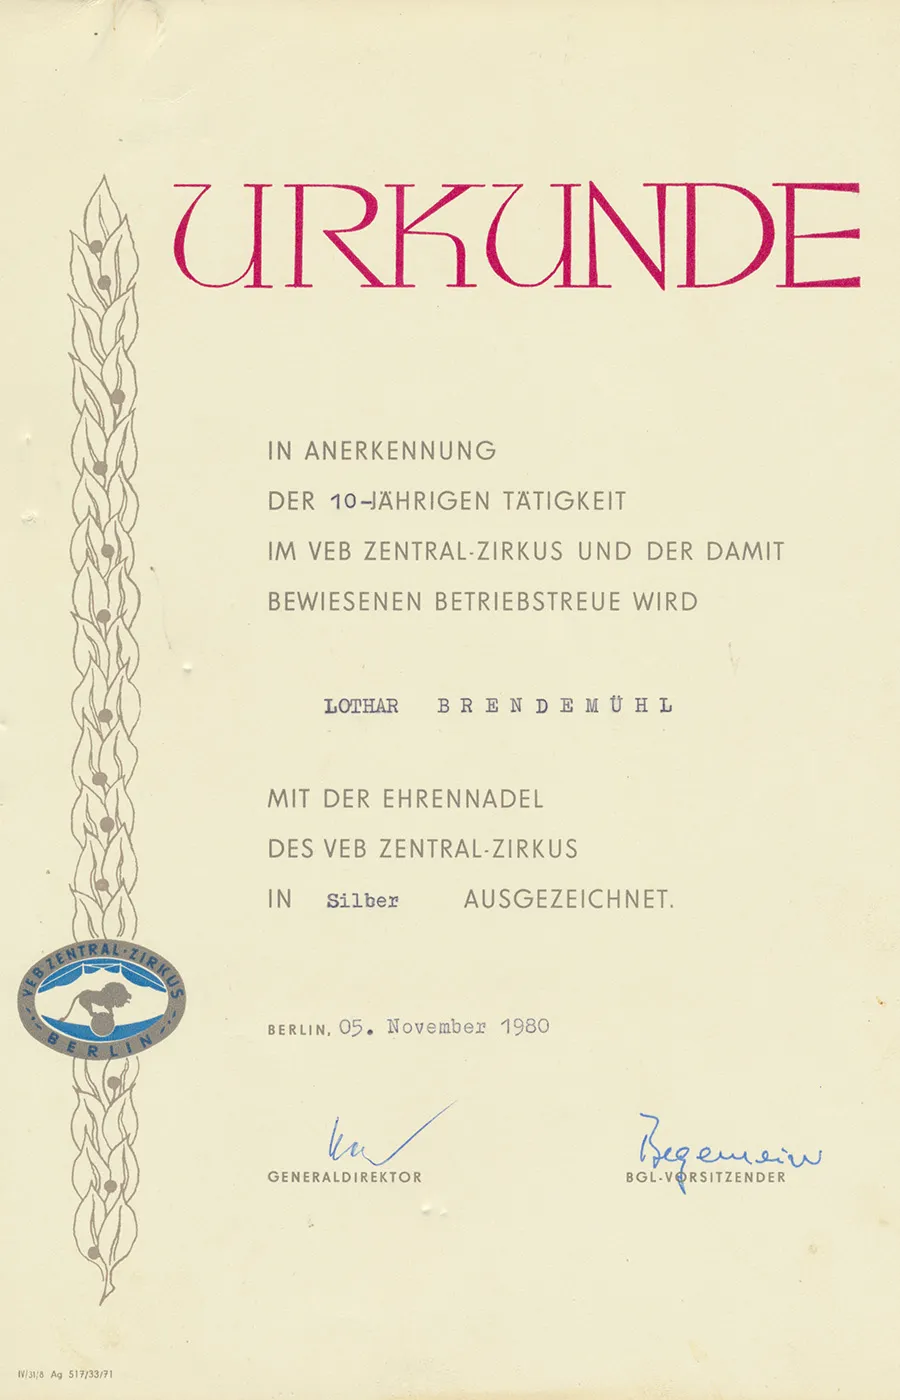 URKUNDE
IN ANERKENNUNG
DER 10-JÄHRIGEN TÄTIGKEIT
IM VEB ZENTRAL-ZIRKUS UND DER DAMIT
BEWIESENEN BETRIEBSTREUE WIRD
LOTHAR BRENDEMÜHL
MIT DER EHRENNADEL
DES VEB ZENTRAL-ZIRKUS
IN Silber AUSGEZEICHNET.
VEB ZENTRAL-ZIRKUS
BERLIN
BERLIN, 05. November 1980
GENERALDIREKTOR
BGL-VORSITZENDER
IV/31/8 Ag 517/33/71